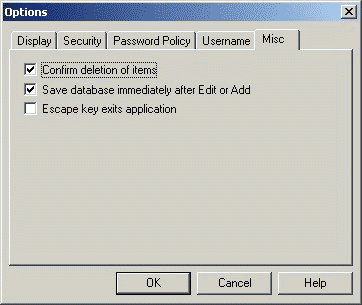 Options
Display Security Password Policy Username Misc
Confirm deletion of items
Save database immediately after Edit or Add
Escape key exits application
OK Cancel Help